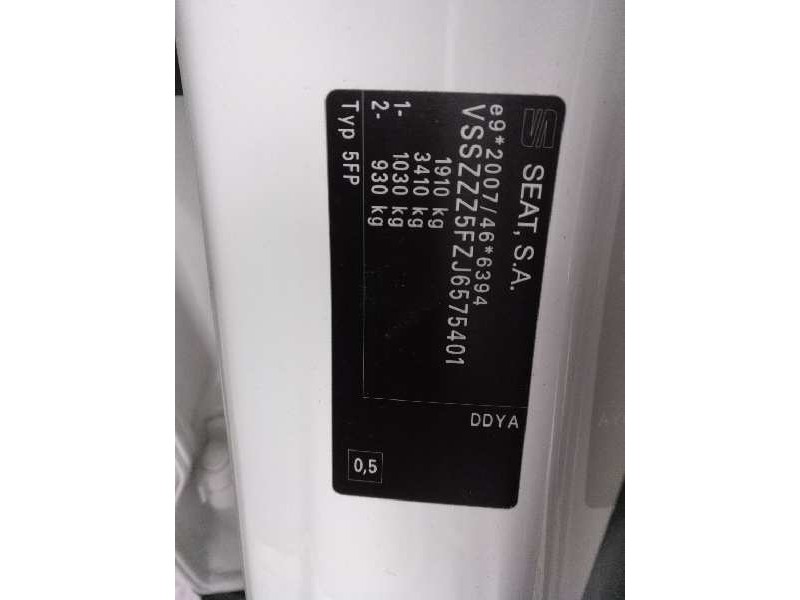 SEAT, S.A.
e9*2007/46*6394
VSSZZZ5FZJ6575401
1910 kg
3410 kg
1- 1030 kg
2- 930 kg
Typ 5FP
DDYA
0,5